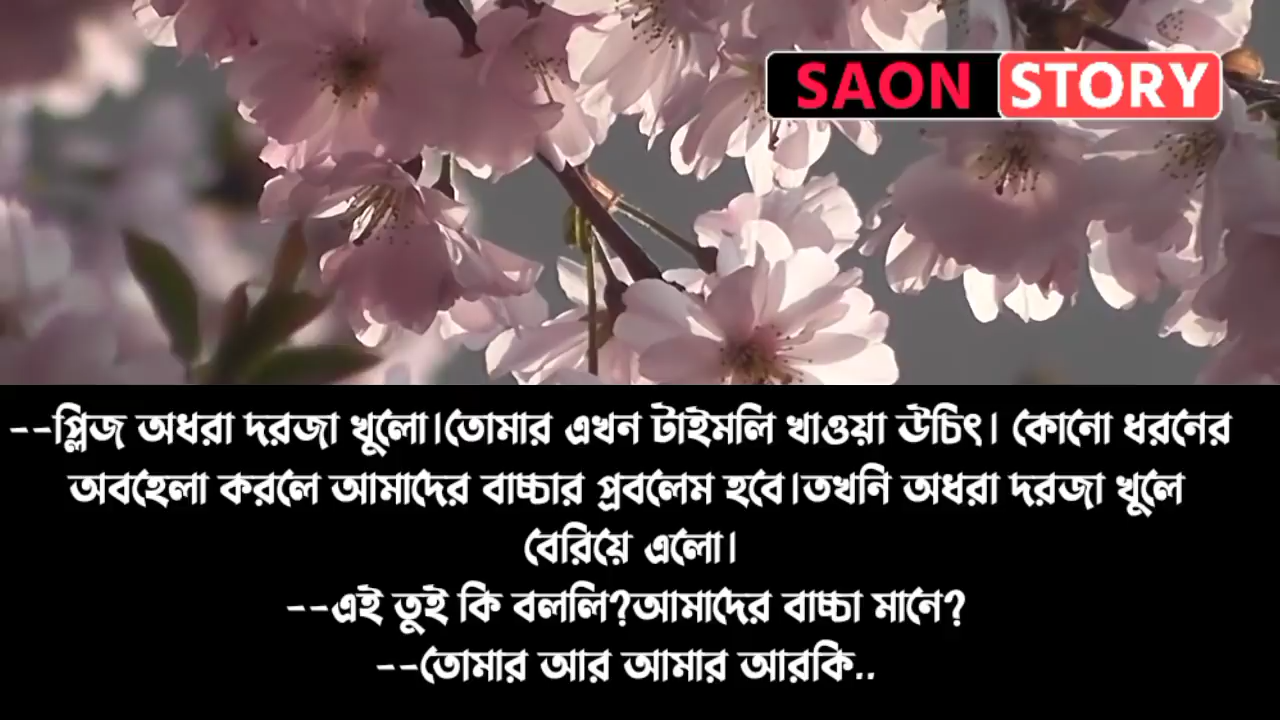 SAON STORY
--প্লিজ অধরা দরজা খুলো।তোমার এখন টাইমলি খাওয়া উচিৎ। কোনো ধরনের
অবহেলা করলে আমাদের বাচ্চার প্রবলেম হবে।তখনি অধরা দরজা খুলে
বেরিয়ে এলো।
--এই তুই কি বললি?আমাদের বাচ্চা মানে?
--তোমার আর আমার আরকি..